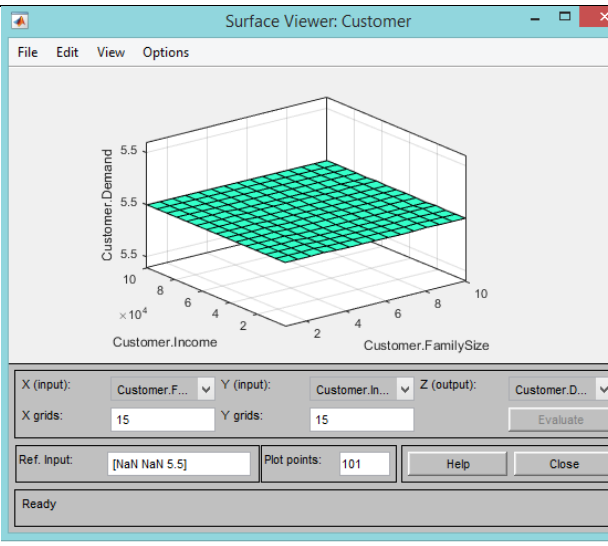 Surface Viewer: Customer
File Edit View Options
5.5
5.5
5.5
Customer.Demand
10
8
6
4
2
×10^4
Customer.Income
2
4
6
8
10
Customer.FamilySize
X (input): Customer.F... Y (input): Customer.In... Z (output): Customer.D...
X grids: 15 Y grids: 15 Evaluate
Ref. Input: [NaN NaN 5.5] Plot points: 101 Help Close
Ready